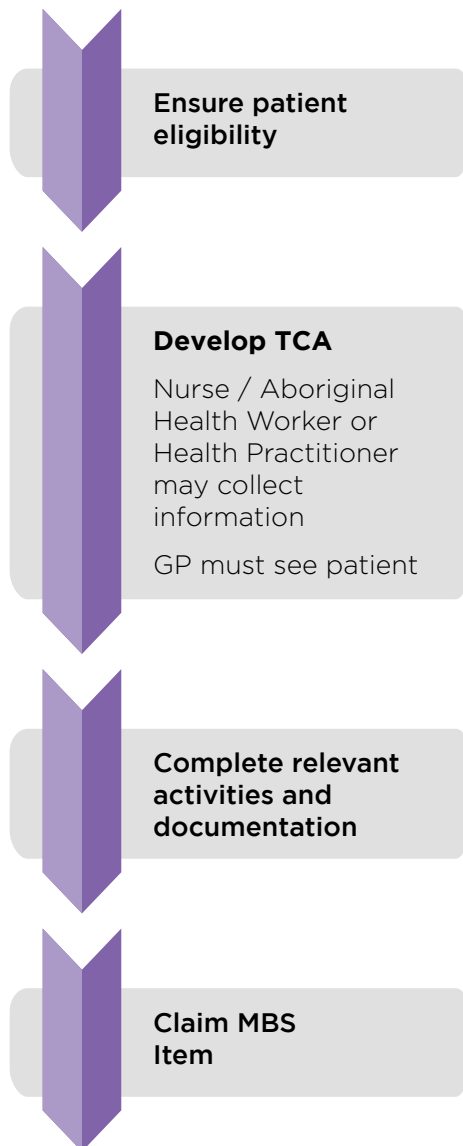 Ensure patient
eligibility
Develop TCA
Nurse / Aboriginal
Health Worker or
Health Practitioner
may collect
information
GP must see patient
Complete relevant
activities and
documentation
Claim MBS
Item